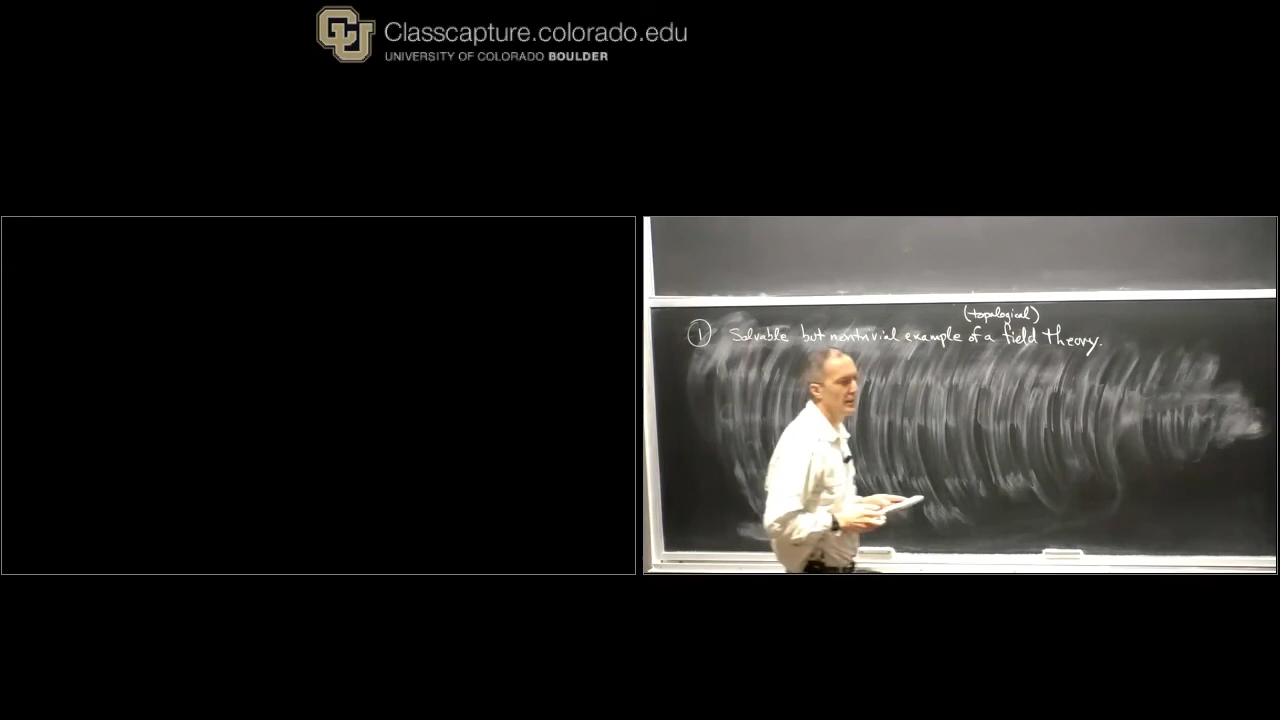 Classcapture.colorado.edu
UNIVERSITY OF COLORADO BOULDER
(topological)
① Solvable but nontrivial example of a field theory.